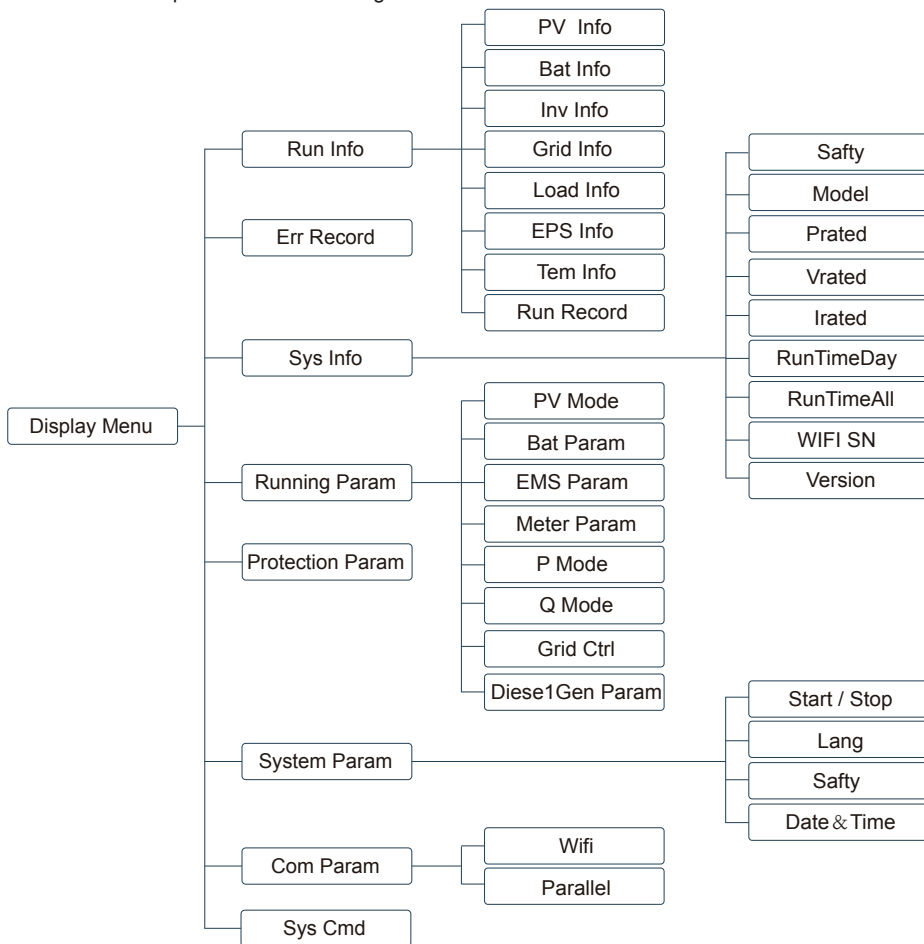 Display Menu
Run Info
PV Info
Bat Info
Inv Info
Grid Info
Load Info
EPS Info
Tem Info
Run Record
Err Record
Sys Info
Safty
Model
Prated
Vrated
Irated
RunTimeDay
RunTimeAll
WIFI SN
Version
Running Param
PV Mode
Bat Param
EMS Param
Meter Param
P Mode
Q Mode
Grid Ctrl
Diese1Gen Param
Protection Param
System Param
Start / Stop
Lang
Safty
Date&Time
Com Param
Wifi
Parallel
Sys Cmd